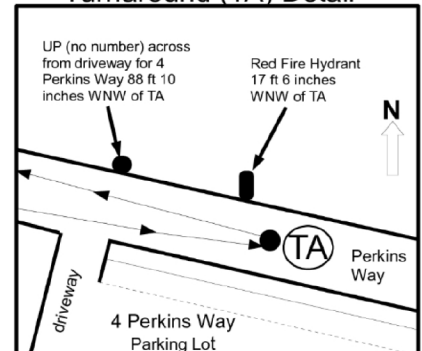 Turnaround (TA) Detail
UP (no number) across
from driveway for 4
Perkins Way 88 ft 10
inches WNW of TA
Red Fire Hydrant
17 ft 6 inches
WNW of TA
N
TA
Perkins
Way
driveway
4 Perkins Way
Parking Lot